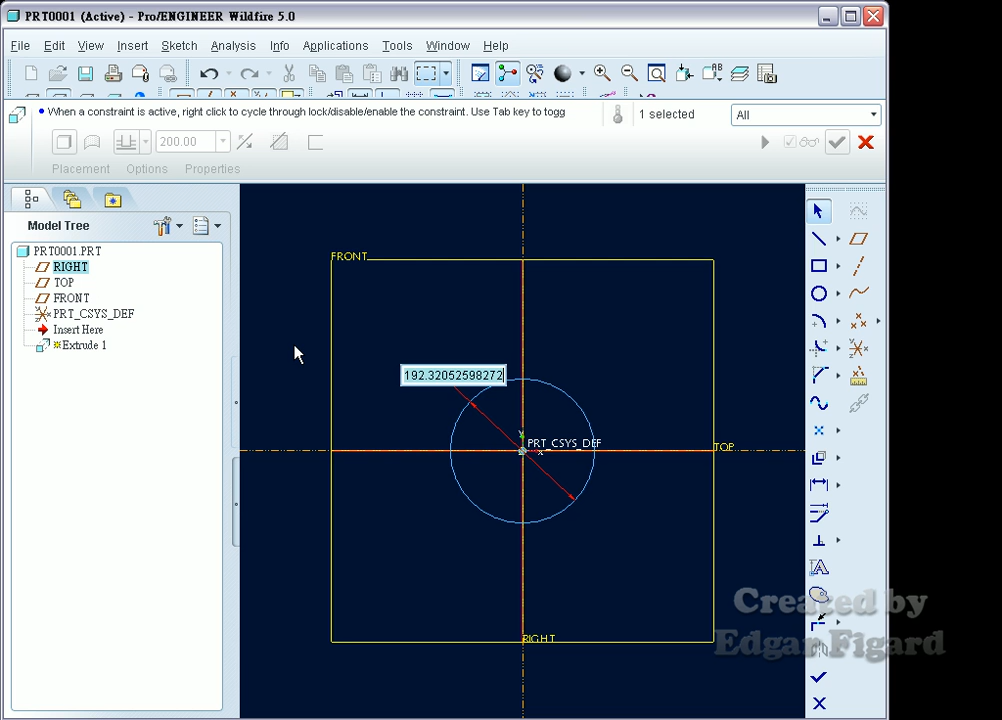 PRT0001 (Active) - Pro/ENGINEER Wildfire 5.0
File Edit View Insert Sketch Analysis Info Applications Tools Window Help
When a constraint is active, right click to cycle through lock/disable/enable the constraint. Use Tab key to togg
1 selected
All
200.00
Placement Options Properties
Model Tree
PRT0001.PRT
RIGHT
TOP
FRONT
PRT_CSYS_DEF
Insert Here
Extrude 1
FRONT
192.32052598272
Y
PRT_CSYS_DEF
X
TOP
RIGHT
Created by
Edgar Figard